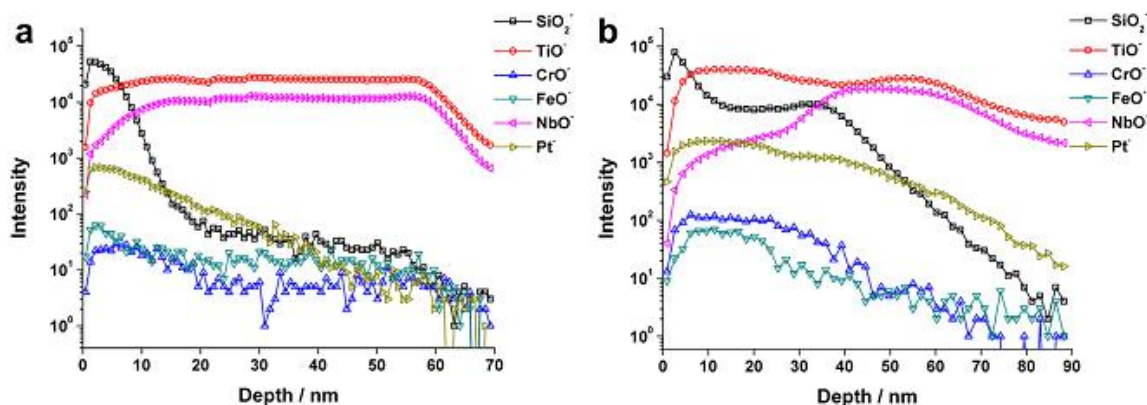 a
SiO₂⁻
TiO⁻
CrO⁻
FeO⁻
NbO⁻
Pt⁻
Intensity
10⁵
10⁴
10³
10²
10¹
10⁰
0 10 20 30 40 50 60 70
Depth / nm
b
SiO₂⁻
TiO⁻
CrO⁻
FeO⁻
NbO⁻
Pt⁻
Intensity
10⁵
10⁴
10³
10²
10¹
10⁰
0 10 20 30 40 50 60 70 80 90
Depth / nm